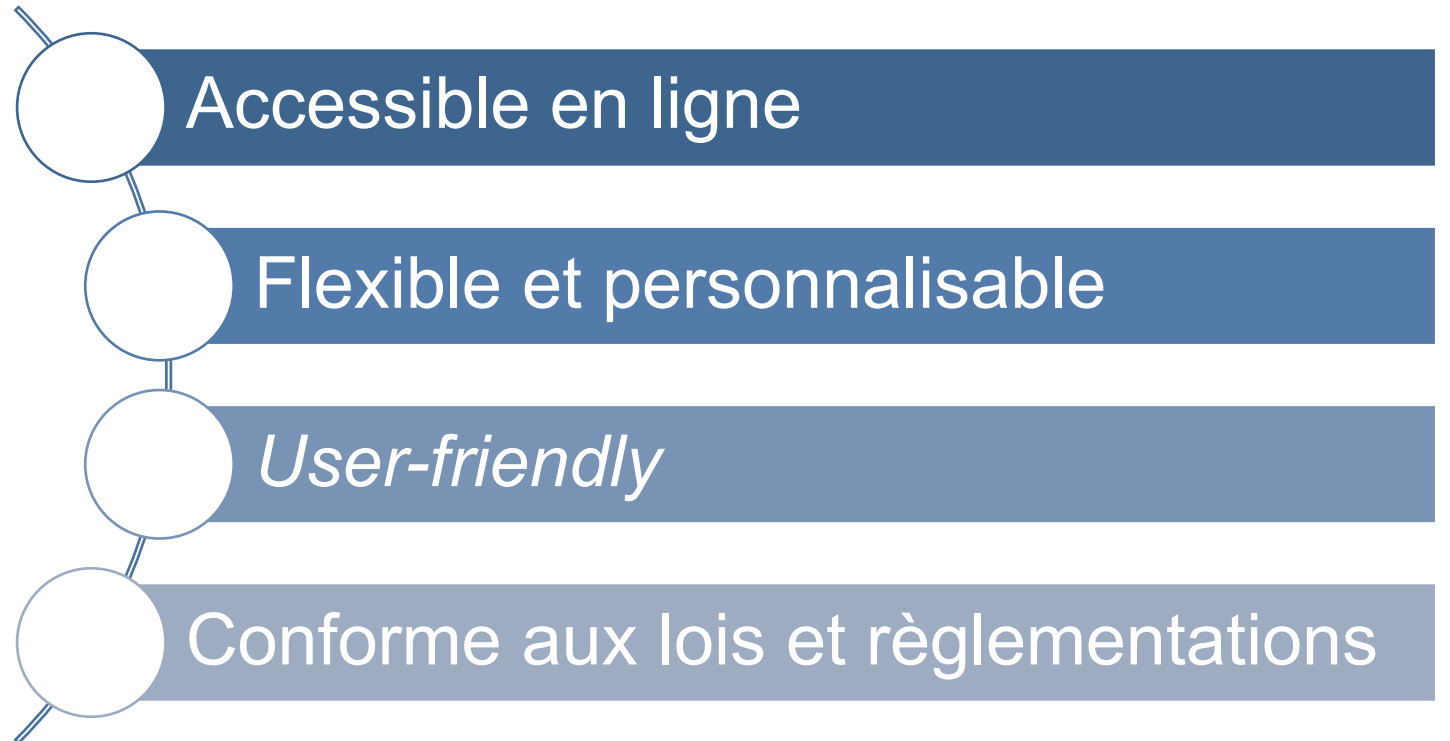 Accessible en ligne
Flexible et personnalisable
User-friendly
Conforme aux lois et règlementations